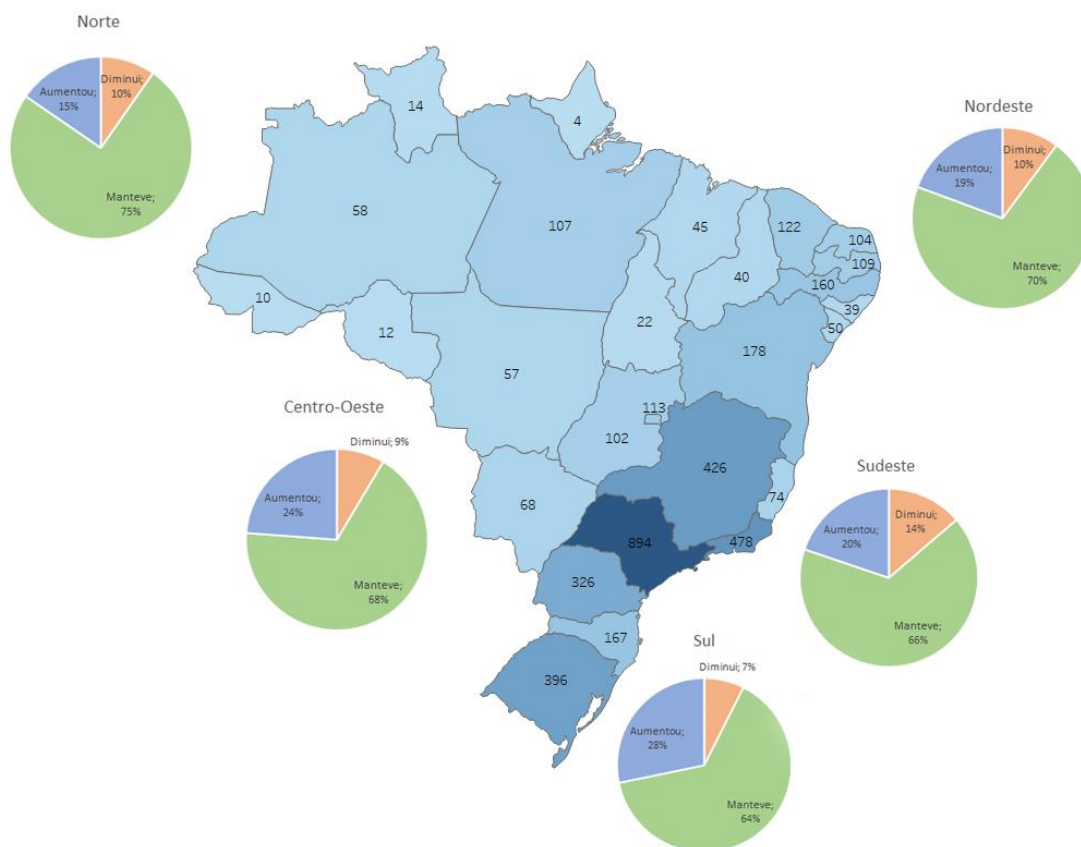 Norte
Diminui;
10%
Aumentou;
15%
Manteve;
75%
Nordeste
Diminui;
10%
Aumentou;
19%
Manteve;
70%
14
4
58
107
45
122
104
109
160
40
39
50
10
12
22
178
57
113
102
426
74
68
894
478
326
167
396
Centro-Oeste
Diminui; 9%
Aumentou;
24%
Manteve;
68%
Sudeste
Diminui;
14%
Aumentou;
20%
Manteve;
66%
Sul
Diminui; 7%
Aumentou;
28%
Manteve;
64%